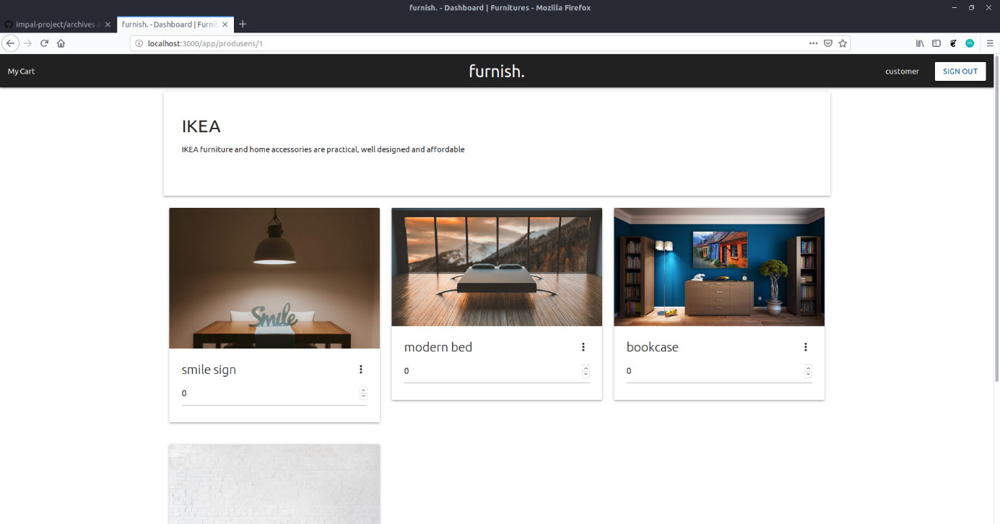 furnish. - Dashboard | Furnitures - Mozilla Firefox
impal-project/archives a
furnish. - Dashboard | Furnit
localhost:3000/app/produsens/1
m
My Cart
furnish.
customer
SIGN OUT
IKEA
IKEA furniture and home accessories are practical, well designed and affordable
Smile
smile sign
0
modern bed
0
bookcase
0